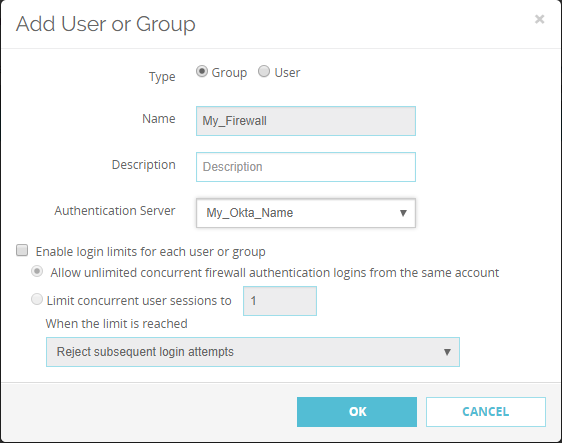 Add User or Group
×
Type
Group
User
Name
My_Firewall
Description
Description
Authentication Server
My_Okta_Name
Enable login limits for each user or group
Allow unlimited concurrent firewall authentication logins from the same account
Limit concurrent user sessions to
1
When the limit is reached
Reject subsequent login attempts
OK
CANCEL